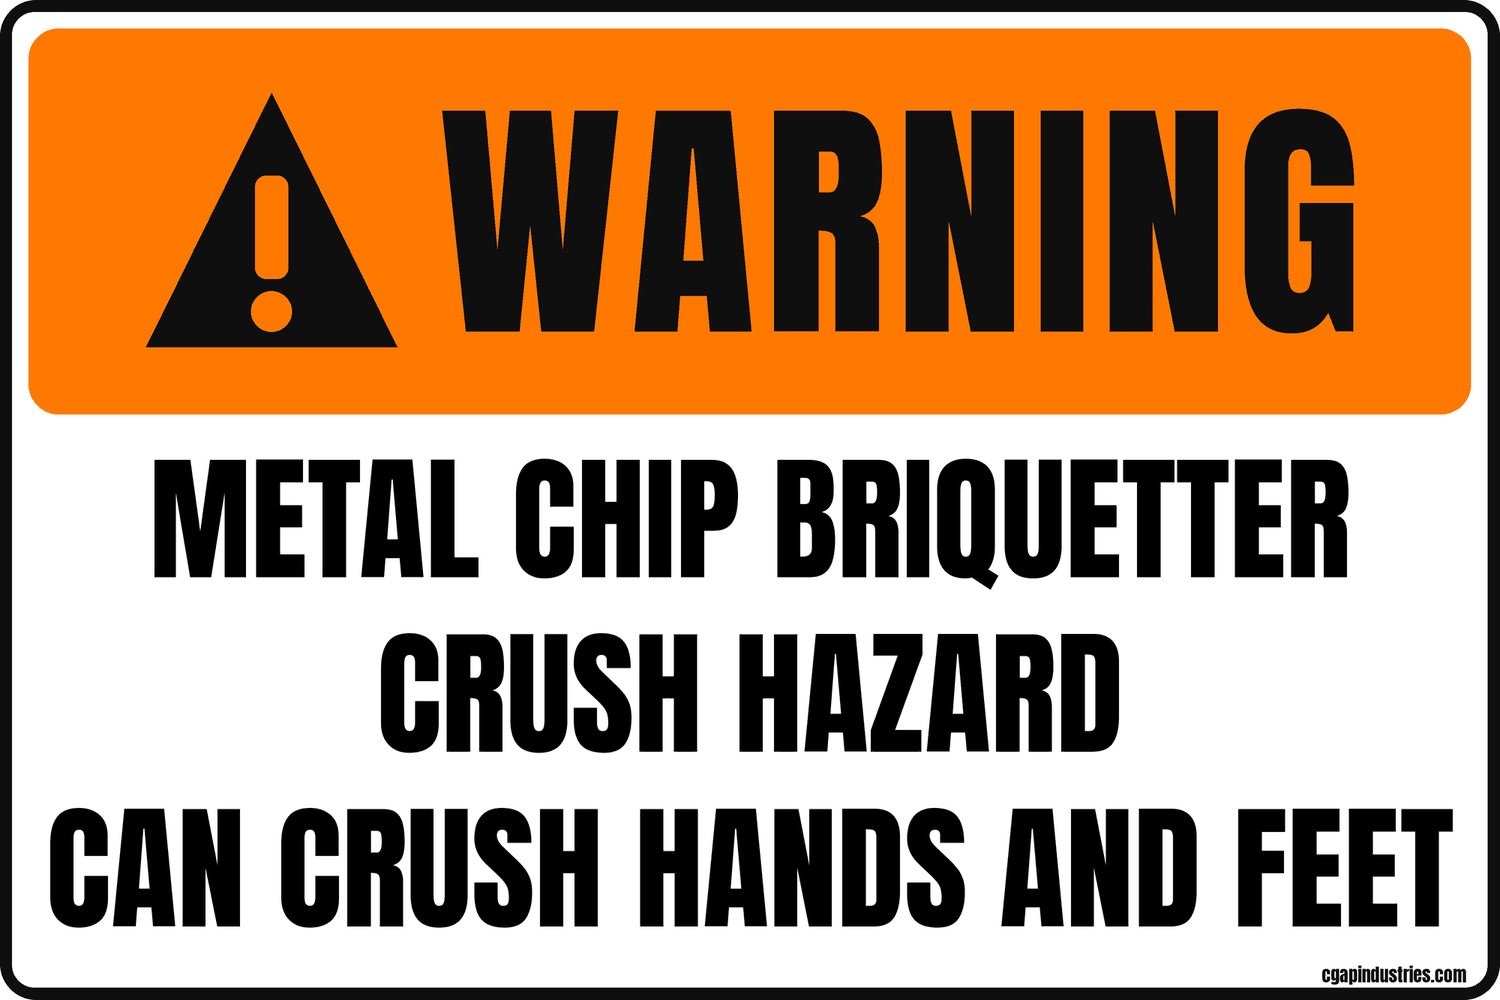 WARNING
METAL CHIP BRIQUETTER
CRUSH HAZARD
CAN CRUSH HANDS AND FEET
cgapindustries.com